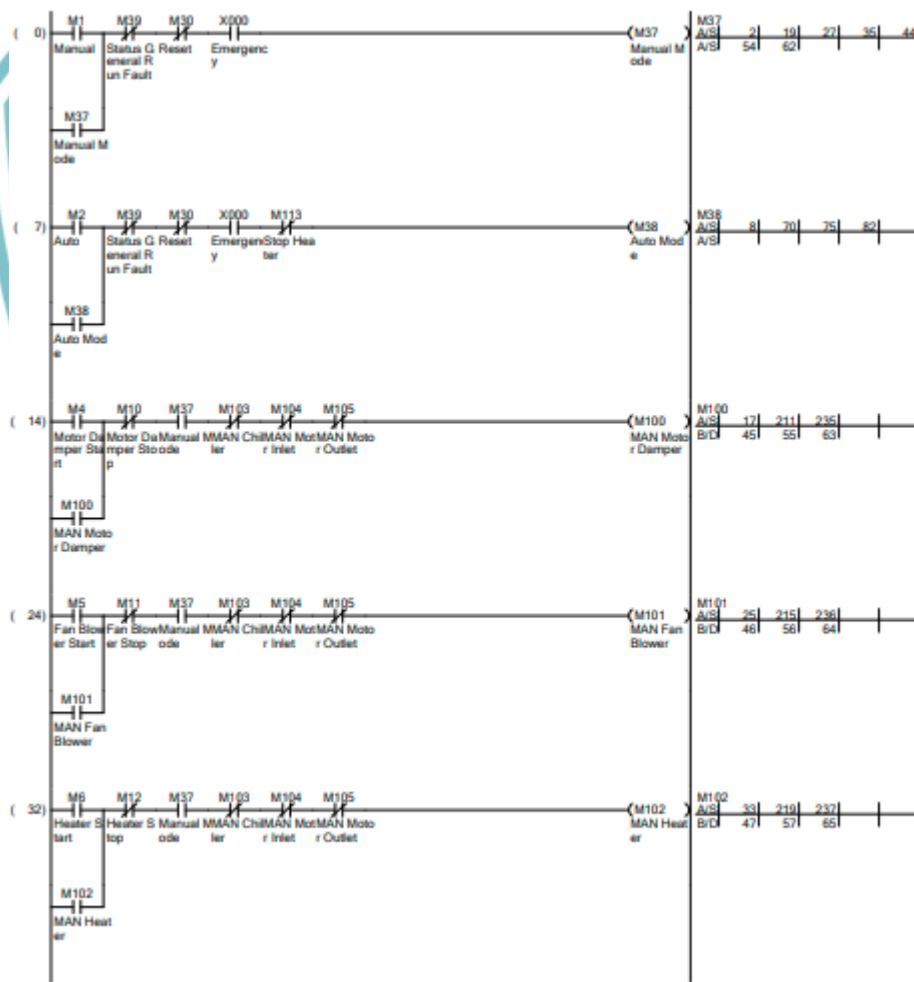 M1 M39 M30 X000 M37
( 0) (M37 ) A/S 2 19 27 35 44
Manual Status G Reset Emergenc Manual M A/S 54 62
eneral R y ode
un Fault
M37
Manual M
ode
M2 M39 M30 X000 M113 M38
( 7) (M38 ) A/S 8 70 75 82
Auto Status G Reset Emergen Stop Hea Auto Mod A/S
eneral R y ter e
un Fault
M38
Auto Mod
e
M4 M10 M37 M103 M104 M105 M100
( 14) (M100 ) A/S 17 211 235
Motor Da Motor Da Manual M MAN Chil MAN Mot MAN Moto MAN Moto B/D 45 55 63
mper Sta mper Sto ode ler r Inlet r Outlet r Damper
rt p
M100
MAN Moto
r Damper
M5 M11 M37 M103 M104 M105 M101
( 24) (M101 ) A/S 25 215 236
Fan Blow Fan Blow Manual M MAN Chil MAN Mot MAN Moto MAN Fan B/D 46 56 64
er Start er Stop ode ler r Inlet r Outlet Blower
M101
MAN Fan
Blower
M6 M12 M37 M103 M104 M105 M102
( 32) (M102 ) A/S 33 219 237
Heater S Heater S Manual M MAN Chil MAN Mot MAN Moto MAN Heat B/D 47 57 65
tart top ode ler r Inlet r Outlet er
M102
MAN Heat
er